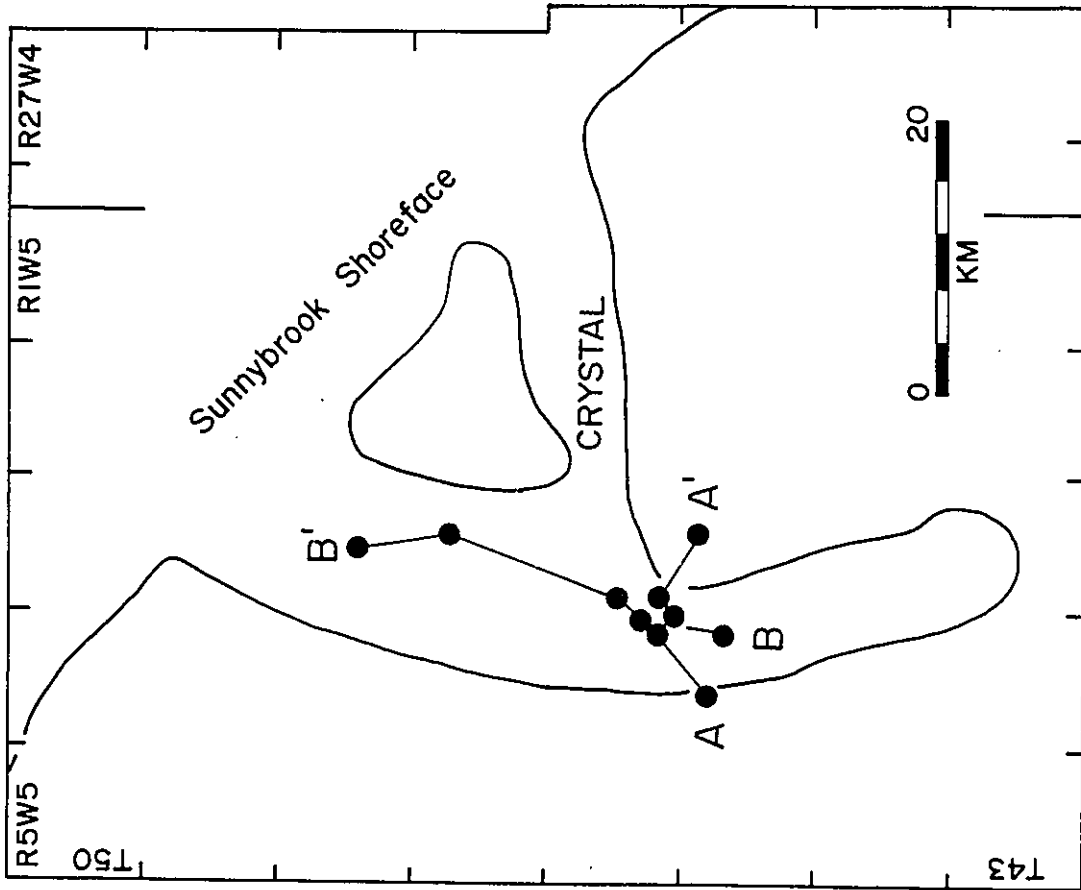 R5W5
R1W5
R27W4
T50
Sunnybrook Shoreface
CRYSTAL
B'
A'
A
B
0
20
KM
T43